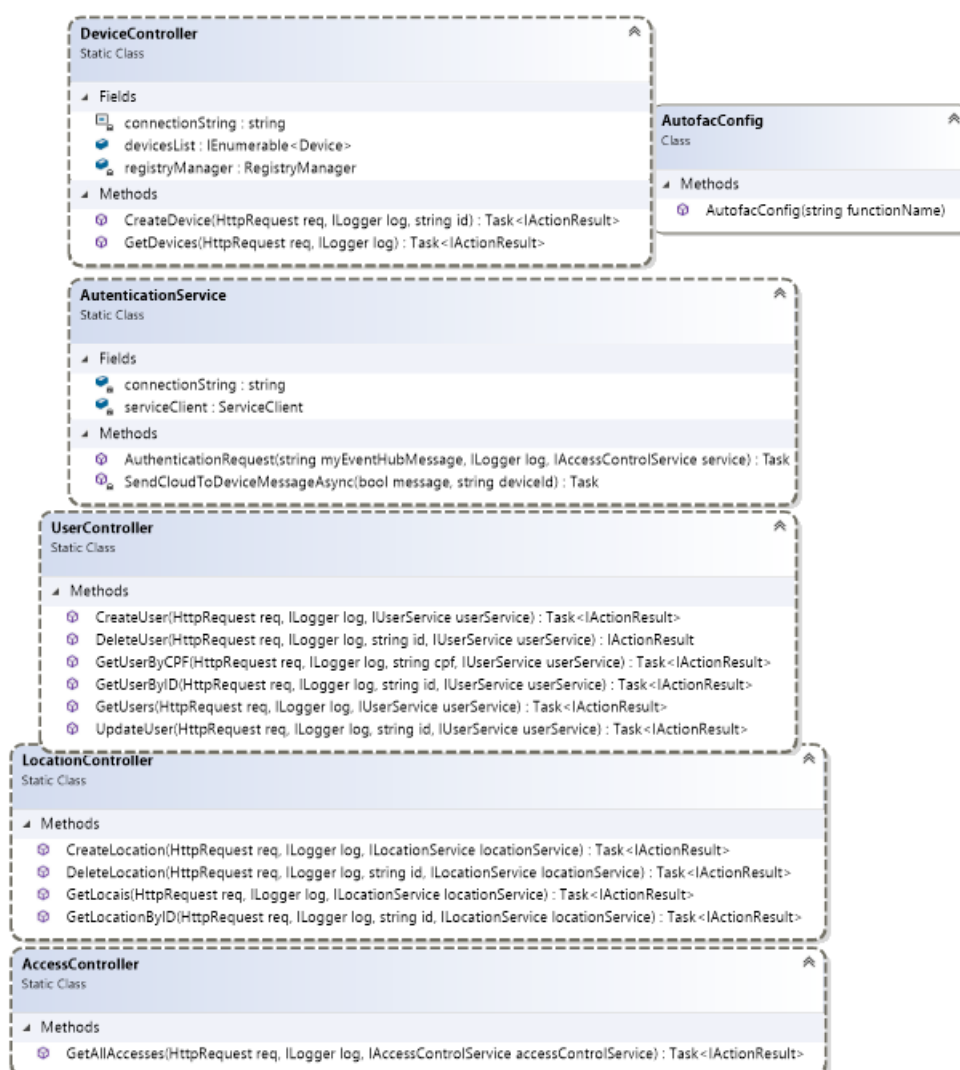 DeviceController
Static Class
Fields
connectionString : string
devicesList : IEnumerable<Device>
registryManager : RegistryManager
Methods
CreateDevice(HttpRequest req, ILogger log, string id) : Task<IActionResult>
GetDevices(HttpRequest req, ILogger log) : Task<IActionResult>
AutofacConfig
Class
Methods
AutofacConfig(string functionName)
AutenticationService
Static Class
Fields
connectionString : string
serviceClient : ServiceClient
Methods
AuthenticationRequest(string myEventHubMessage, ILogger log, IAccessControlService service) : Task
SendCloudToDeviceMessageAsync(bool message, string deviceId) : Task
UserController
Static Class
Methods
CreateUser(HttpRequest req, ILogger log, IUserService userService) : Task<IActionResult>
DeleteUser(HttpRequest req, ILogger log, string id, IUserService userService) : IActionResult
GetUserByCPF(HttpRequest req, ILogger log, string cpf, IUserService userService) : Task<IActionResult>
GetUserByID(HttpRequest req, ILogger log, string id, IUserService userService) : Task<IActionResult>
GetUsers(HttpRequest req, ILogger log, IUserService userService) : Task<IActionResult>
UpdateUser(HttpRequest req, ILogger log, string id, IUserService userService) : Task<IActionResult>
LocationController
Static Class
Methods
CreateLocation(HttpRequest req, ILogger log, ILocationService locationService) : Task<IActionResult>
DeleteLocation(HttpRequest req, ILogger log, string id, ILocationService locationService) : Task<IActionResult>
GetLocais(HttpRequest req, ILogger log, ILocationService locationService) : Task<IActionResult>
GetLocationByID(HttpRequest req, ILogger log, string id, ILocationService locationService) : Task<IActionResult>
AccessController
Static Class
Methods
GetAllAccesses(HttpRequest req, ILogger log, IAccessControlService accessControlService) : Task<IActionResult>